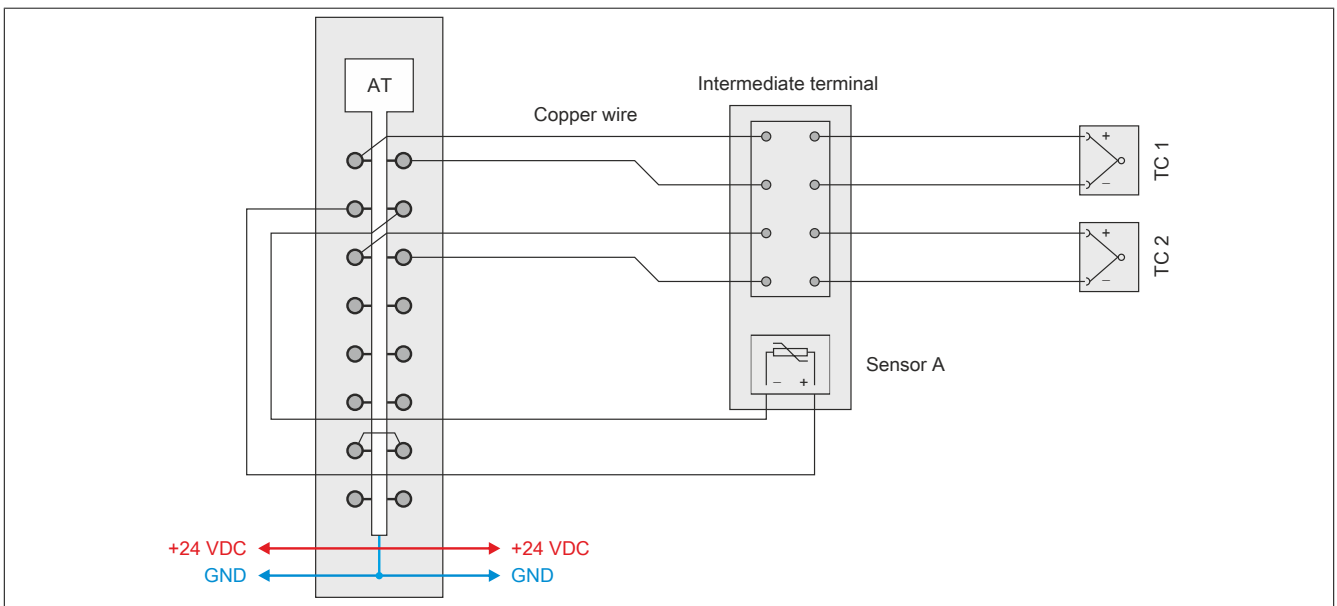 AT
Intermediate terminal
Copper wire
+
−
TC 1
+
−
TC 2
Sensor A
− +
+24 VDC +24 VDC
GND GND